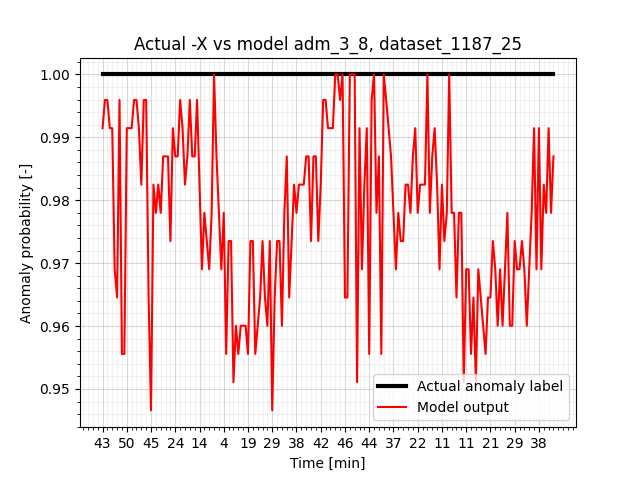 Actual -X vs model adm_3_8, dataset_1187_25
Anomaly probability [-]
1.00
0.99
0.98
0.97
0.96
0.95
43 50 45 24 14 4 19 29 38 42 46 44 37 22 11 11 21 29 38
Time [min]
Actual anomaly label
Model output